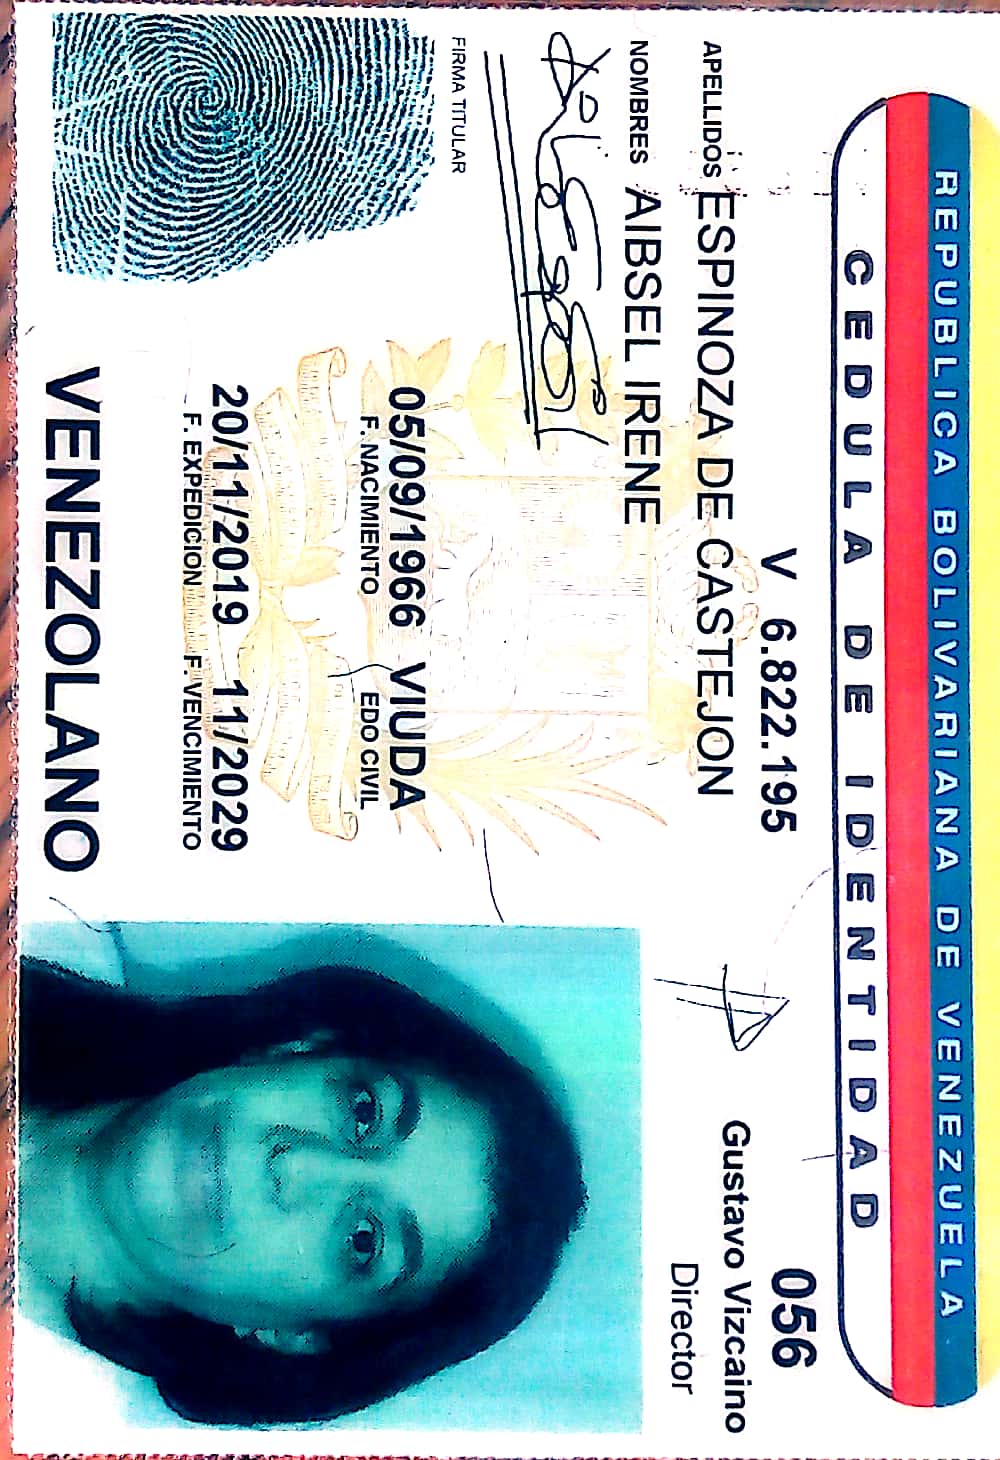 REPUBLICA BOLIVARIANA DE VENEZUELA
CEDULA DE IDENTIDAD
V 6.822.195
056
APELLIDOS ESPINOZA DE CASTEJON
Gustavo Vizcaino
Director
NOMBRES AIBSEL IRENE
FIRMA TITULAR
05/09/1966 VIUDA
F. NACIMIENTO EDO CIVIL
20/11/2019 11/2029
F. EXPEDICION F. VENCIMIENTO
VENEZOLANO